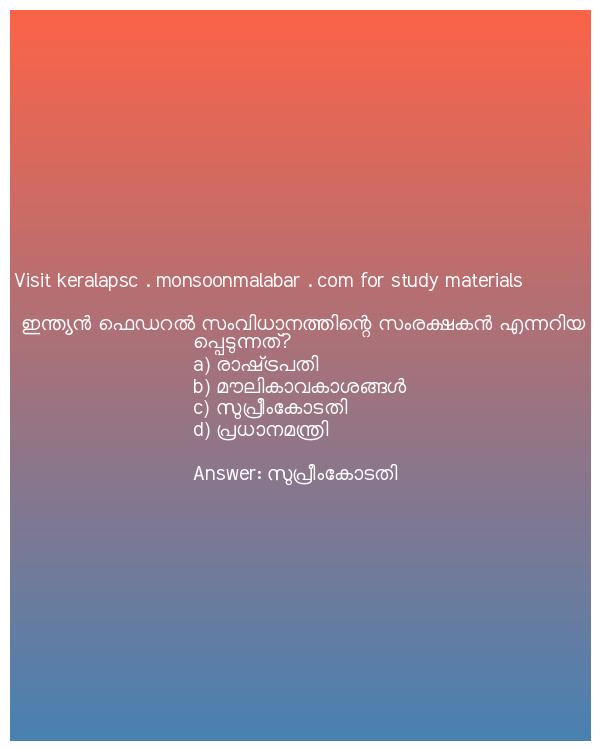 Visit keralapsc . monsoonmalabar . com for study materials
ഇന്ത്യൻ ഫെഡറൽ സംവിധാനത്തിന്റെ സംരക്ഷകൻ എന്നറിയ
പ്പെടുന്നത്?
a) രാഷ്ട്രപതി
b) മൗലികാവകാശങ്ങൾ
c) സുപ്രീംകോടതി
d) പ്രധാനമന്ത്രി
Answer: സുപ്രീംകോടതി